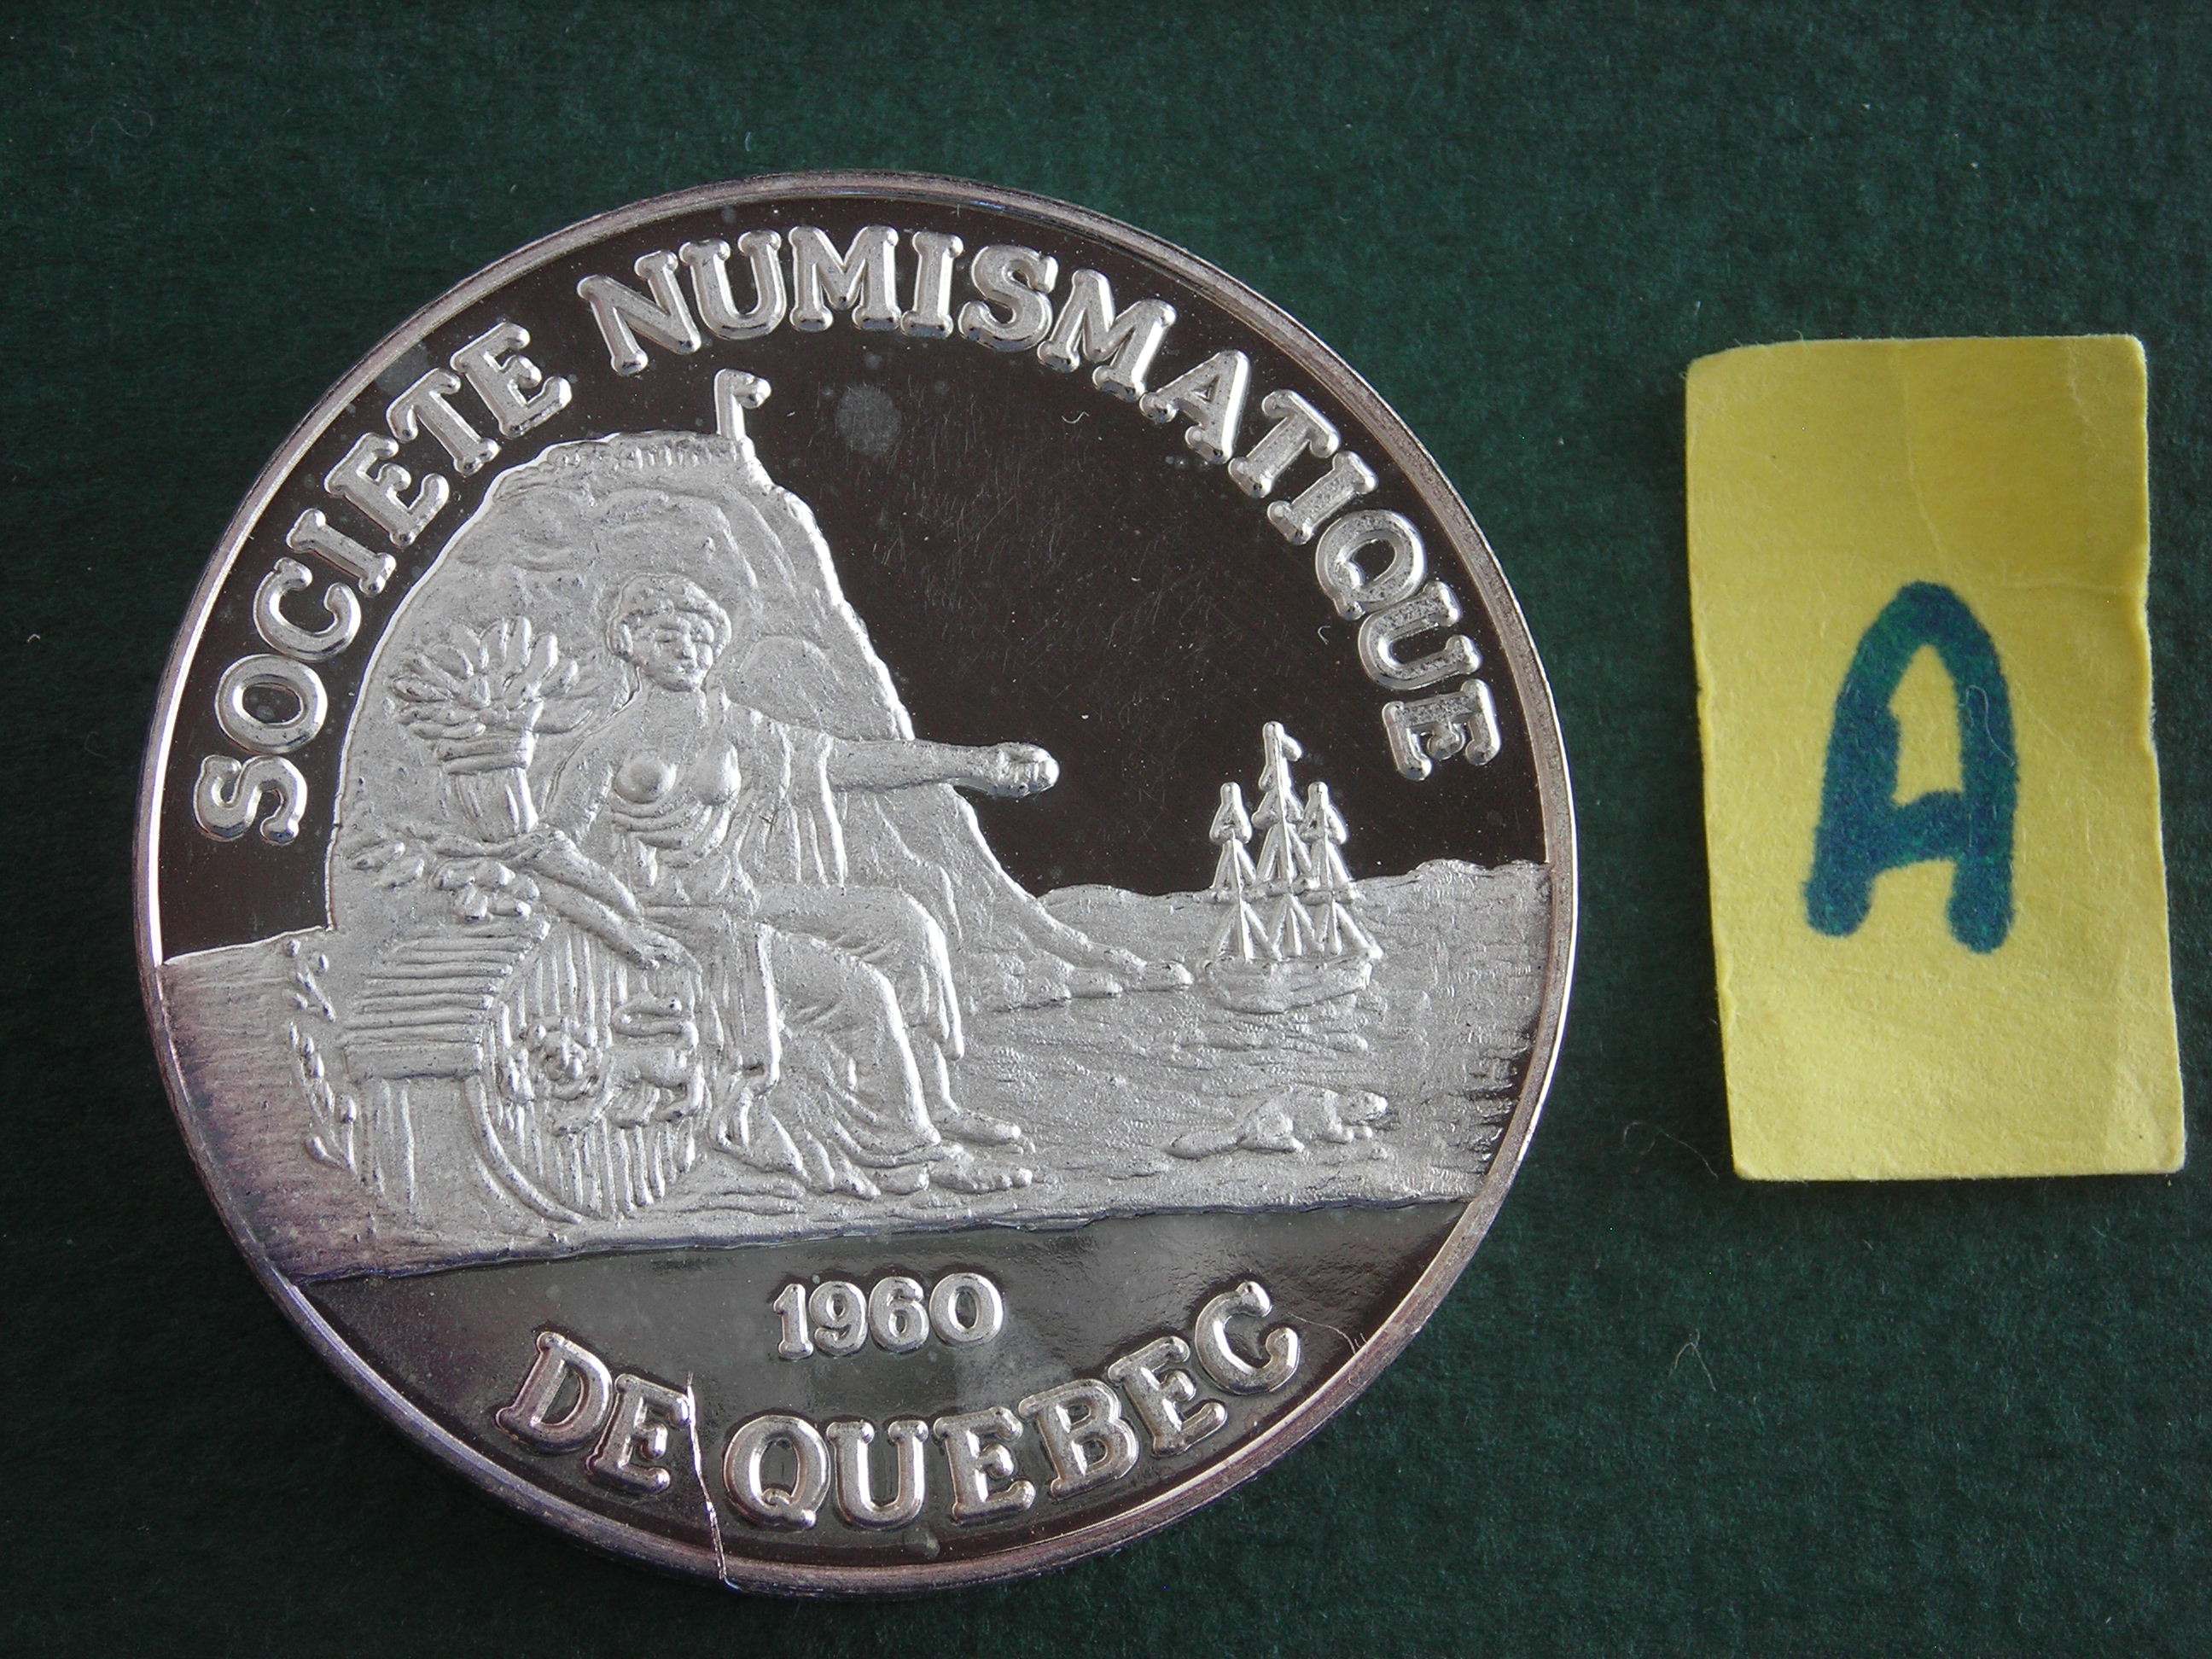 SOCIETE NUMISMATIQUE
1960
DE QUEBEC
A